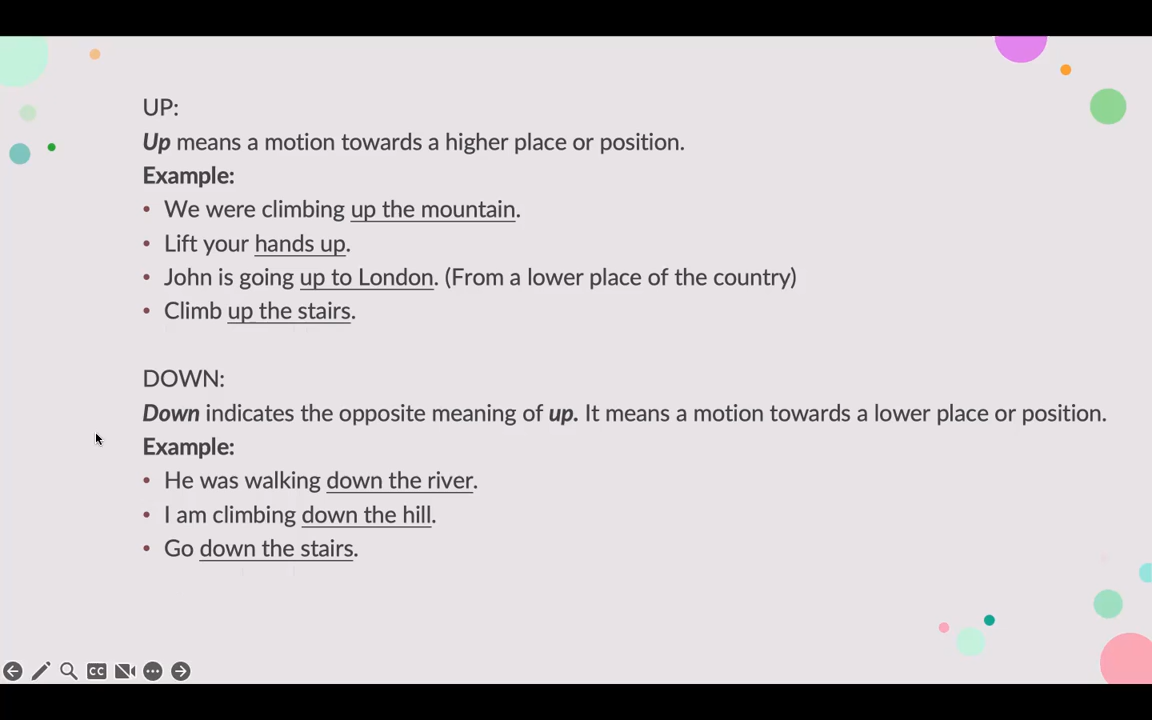 UP:
Up means a motion towards a higher place or position.
Example:
• We were climbing up the mountain.
• Lift your hands up.
• John is going up to London. (From a lower place of the country)
• Climb up the stairs.
DOWN:
Down indicates the opposite meaning of up. It means a motion towards a lower place or position.
Example:
• He was walking down the river.
• I am climbing down the hill.
• Go down the stairs.
CC